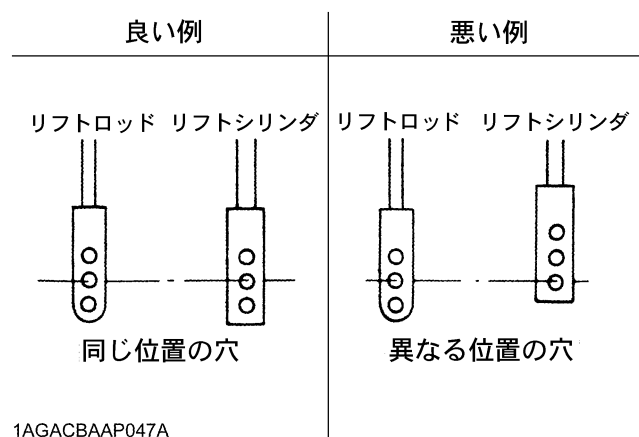 良い例
悪い例
リフトロッド リフトシリンダ
リフトロッド リフトシリンダ
同じ位置の穴
異なる位置の穴
1AGACBAAP047A